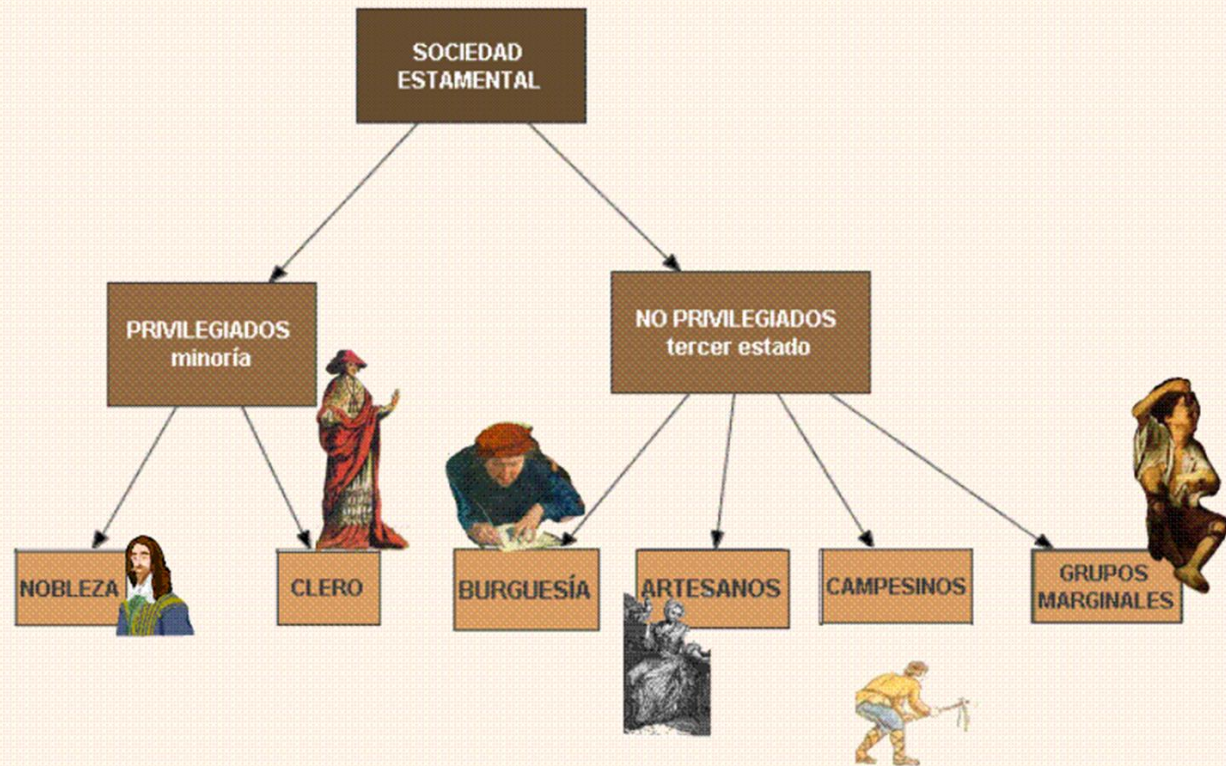 SOCIEDAD
ESTAMENTAL
PRIVILEGIADOS
minoría
NO PRIVILEGIADOS
tercer estado
NOBLEZA
CLERO
BURGUESÍA
ARTESANOS
CAMPESINOS
GRUPOS
MARGINALES